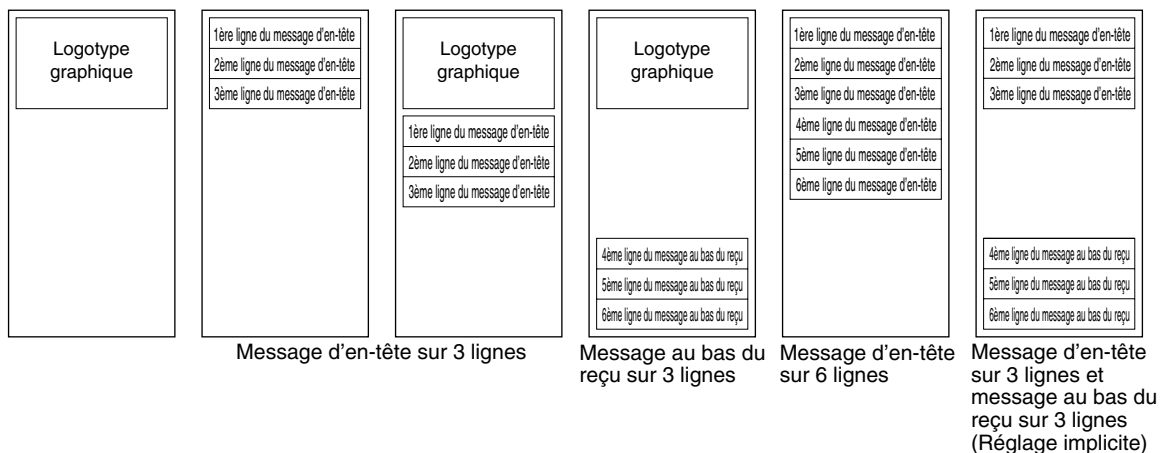 Logotype
graphique
1ère ligne du message d'en-tête
2ème ligne du message d'en-tête
3ème ligne du message d'en-tête
Logotype
graphique
1ère ligne du message d'en-tête
2ème ligne du message d'en-tête
3ème ligne du message d'en-tête
Message d'en-tête sur 3 lignes
Logotype
graphique
4ème ligne du message au bas du reçu
5ème ligne du message au bas du reçu
6ème ligne du message au bas du reçu
Message au bas du
reçu sur 3 lignes
1ère ligne du message d'en-tête
2ème ligne du message d'en-tête
3ème ligne du message d'en-tête
4ème ligne du message d'en-tête
5ème ligne du message d'en-tête
6ème ligne du message d'en-tête
Message d'en-tête
sur 6 lignes
1ère ligne du message d'en-tête
2ème ligne du message d'en-tête
3ème ligne du message d'en-tête
4ème ligne du message au bas du reçu
5ème ligne du message au bas du reçu
6ème ligne du message au bas du reçu
Message d'en-tête
sur 3 lignes et
message au bas du
reçu sur 3 lignes
(Réglage implicite)